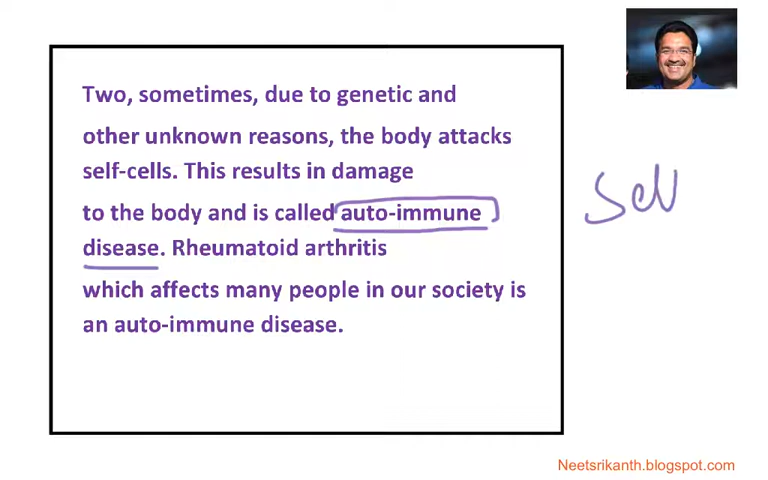 Two, sometimes, due to genetic and
other unknown reasons, the body attacks
self-cells. This results in damage
to the body and is called auto-immune
disease. Rheumatoid arthritis
which affects many people in our society is
an auto-immune disease.
Neetsrikanth.blogspot.com